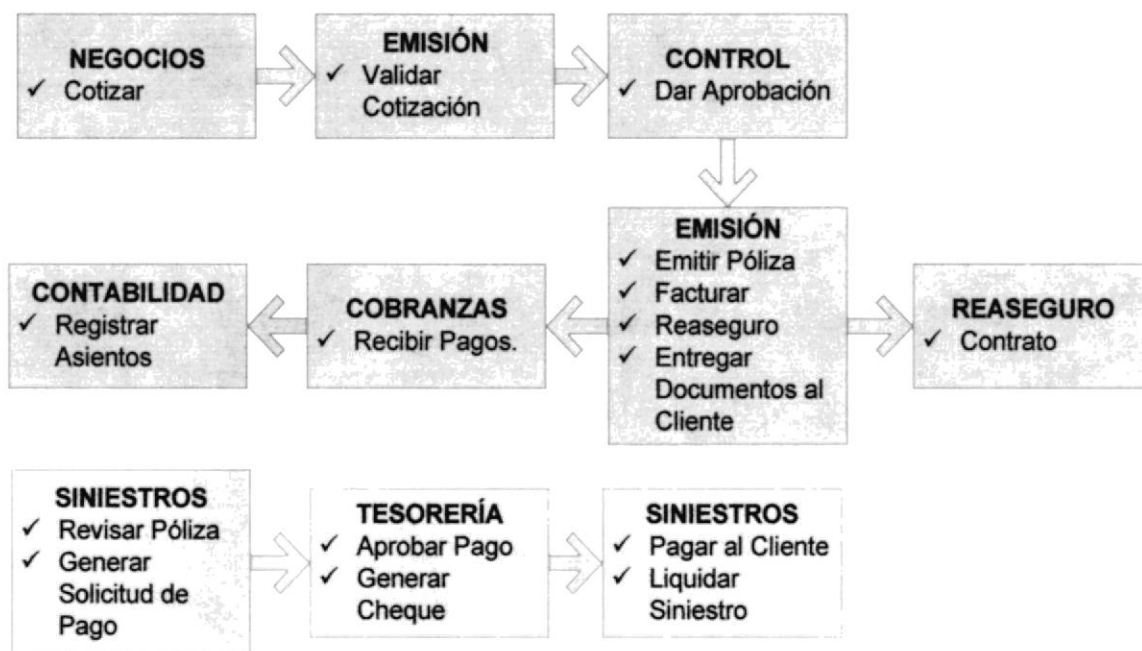 NEGOCIOS
✓ Cotizar
EMISIÓN
✓ Validar
Cotización
CONTROL
✓ Dar Aprobación
EMISIÓN
✓ Emitir Póliza
✓ Facturar
✓ Reaseguro
✓ Entregar
Documentos al
Cliente
REASEGURO
✓ Contrato
COBRANZAS
✓ Recibir Pagos.
CONTABILIDAD
✓ Registrar
Asientos
SINIESTROS
✓ Revisar Póliza
✓ Generar
Solicitud de
Pago
TESORERÍA
✓ Aprobar Pago
✓ Generar
Cheque
SINIESTROS
✓ Pagar al Cliente
✓ Liquidar
Siniestro